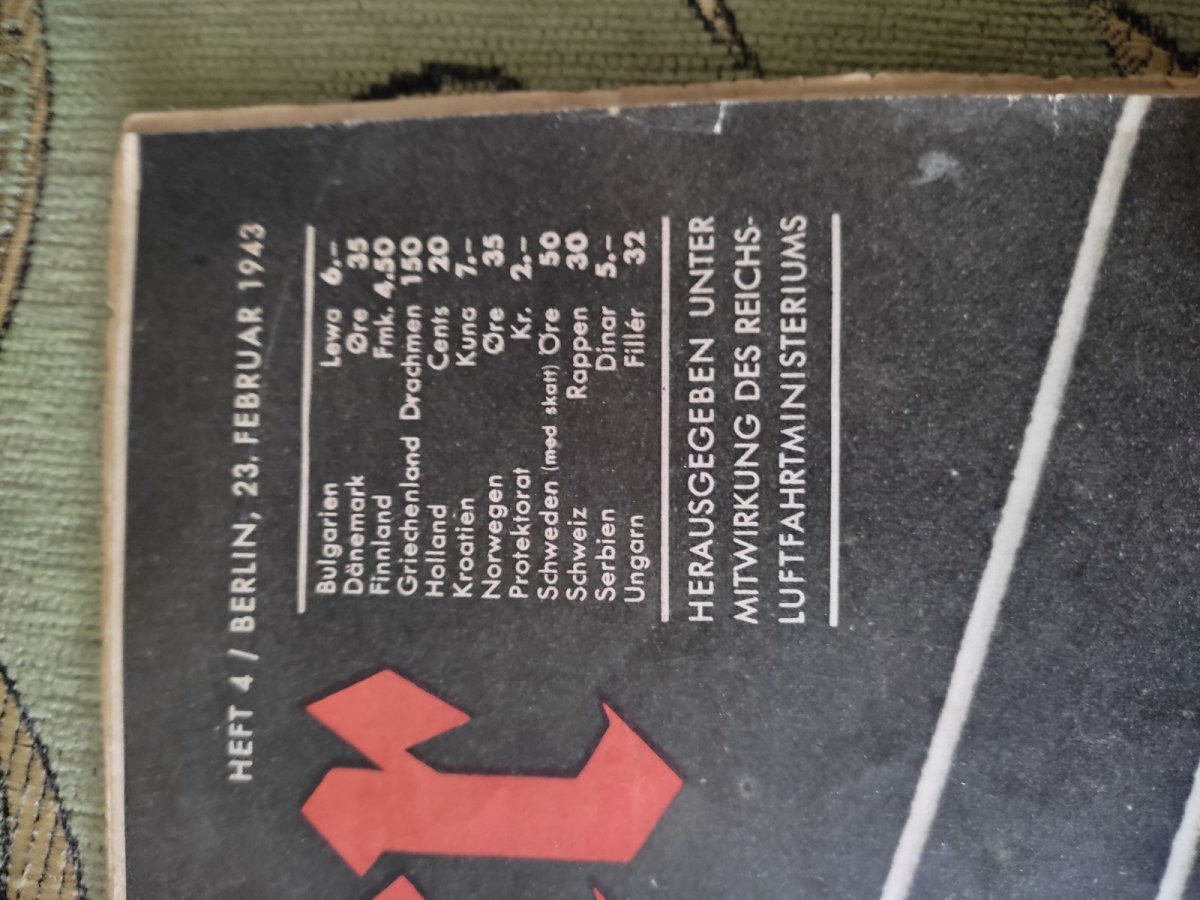 HEFT 4 / BERLIN, 23. FEBRUAR 1943
Bulgarien Lewa 6,–
Dänemark Øre 35
Finnland Fmk. 4,50
Griechenland Drachmen 150
Holland Cents 20
Kroatien Kuna 7,–
Norwegen Øre 35
Protektorat Kr. 2,–
Schweden (med skatt) Öre 50
Schweiz Rappen 30
Serbien Dinar 5,–
Ungarn Fillér 32
HERAUSGEGEBEN UNTER
MITWIRKUNG DES REICHS-
LUFTFAHRTMINISTERIUMS